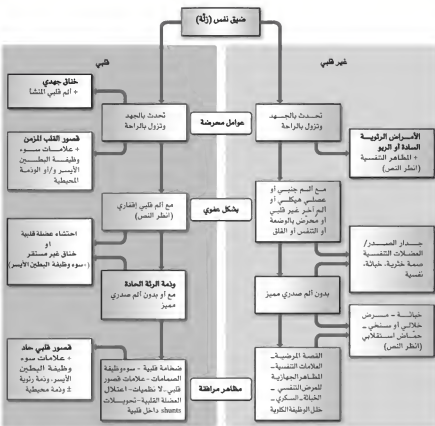 ضيق نفس (زلّة)
قلبي
غير قلبي
خناق جهدي
+ ألم قلبي المنشأ
تحدث بالجهد
وتزول بالراحة
عوامل محرضة
تحدث بالجهد
وتزول بالراحة
الأمراض الرئوية
السادة أو الربو
+ المظاهر التنفسية
(انظر النص)
قصور القلب المزمن
+ علامات سوء
وظيفة البطين
الأيسر و/أو الوذمة
المحيطية
مع ألم قلبي إقفاري
(انظر النص)
بشكل عفوي
مع ألم جنبي أو
عضلي هيكلي أو
ألم آخر غير قلبي
أو محرض بالوضعة
أو التنفس أو القلق
احتشاء عضلة قلبية
أو
خناق غير مستقر
(- سوء وظيفة البطين الأيسر)
جدار الصدر/
العضلات التنفسية
صمة خثرية، خباثة،
نفسية
وذمة الرئة الحادة
مع أو بدون ألم صدري
مميز
بدون ألم صدري مميز
خباثة – مرض
خلالي أو سنخي –
حماض استقلابي
(انظر النص)
قصور قلبي حاد
+ علامات سوء
وظيفة البطين
الأيسر، وذمة رئوية
± وذمة محيطية
ضخامة قلبية - سوء وظيفة
الصمامات - علامات قصور
قلبي - لا نظميات - اعتلال
العضلة القلبية - تحويلات
shunts داخل قلبية
مظاهر مرافقة
القصة المرضية –
العلامات التنفسية –
المظاهر الجهازية
للمرض التنفسي –
الخباثة – السكري –
خلل الوظيفة الكلوية